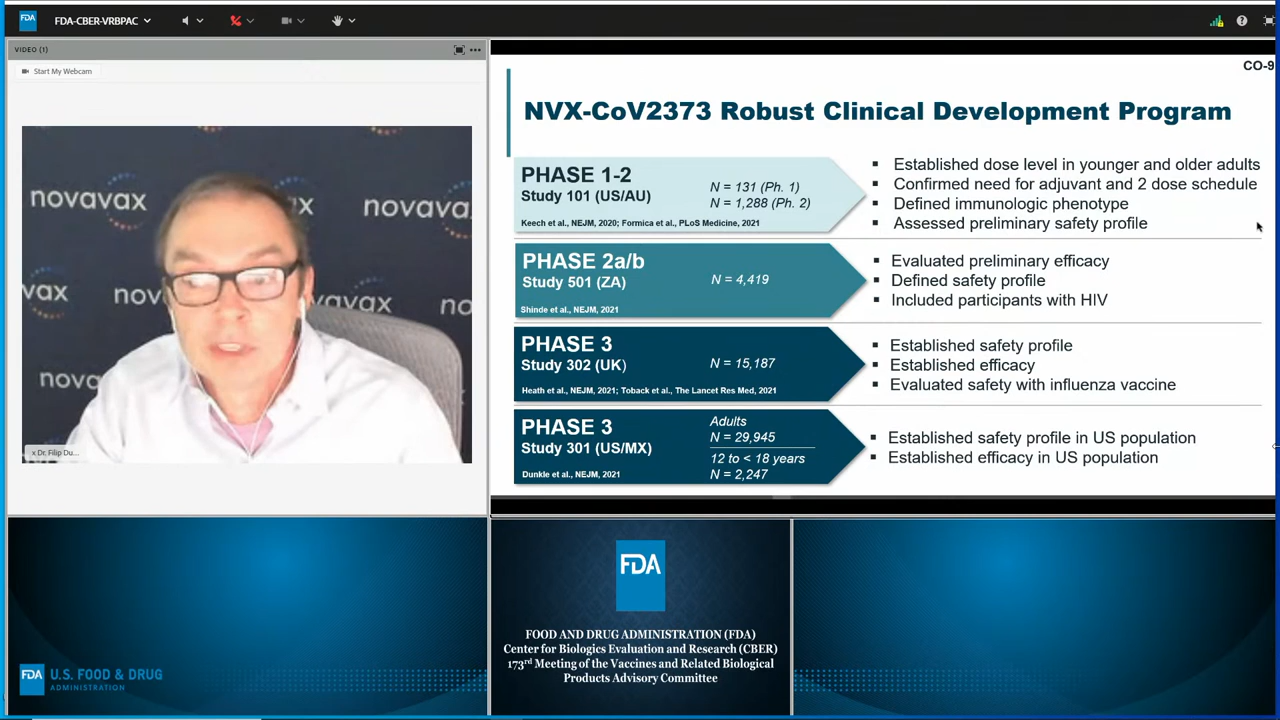 FDA
FDA-CBER-VRBPAC
VIDEO (1)
Start My Webcam
novavax
novavax
novavax
x Dr. Filip Du...
CO-9
NVX-CoV2373 Robust Clinical Development Program
PHASE 1-2
Study 101 (US/AU)
N = 131 (Ph. 1)
N = 1,288 (Ph. 2)
Keech et al., NEJM, 2020; Formica et al., PLoS Medicine, 2021
▪ Established dose level in younger and older adults
▪ Confirmed need for adjuvant and 2 dose schedule
▪ Defined immunologic phenotype
▪ Assessed preliminary safety profile
PHASE 2a/b
Study 501 (ZA)
N = 4,419
Shinde et al., NEJM, 2021
▪ Evaluated preliminary efficacy
▪ Defined safety profile
▪ Included participants with HIV
PHASE 3
Study 302 (UK)
N = 15,187
Heath et al., NEJM, 2021; Toback et al., The Lancet Res Med, 2021
▪ Established safety profile
▪ Established efficacy
▪ Evaluated safety with influenza vaccine
PHASE 3
Study 301 (US/MX)
Adults
N = 29,945
12 to < 18 years
N = 2,247
Dunkle et al., NEJM, 2021
▪ Established safety profile in US population
▪ Established efficacy in US population
FDA
FOOD AND DRUG ADMINISTRATION (FDA)
Center for Biologics Evaluation and Research (CBER)
173rd Meeting of the Vaccines and Related Biological
Products Advisory Committee
FDA U.S. FOOD & DRUG
ADMINISTRATION